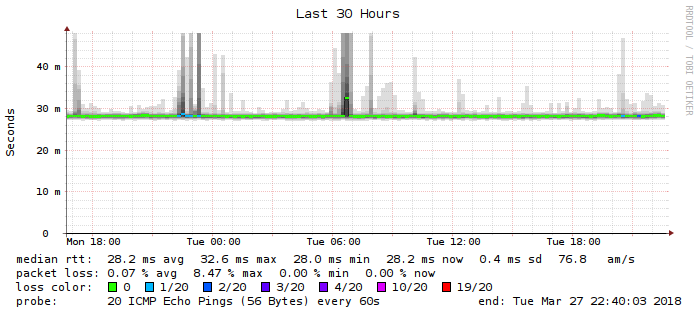 Last 30 Hours
RRDTOOL / TOBI OETIKER
Seconds
40 m
30 m
20 m
10 m
0
Mon 18:00 Tue 00:00 Tue 06:00 Tue 12:00 Tue 18:00
median rtt: 28.2 ms avg 32.6 ms max 28.0 ms min 28.2 ms now 0.4 ms sd 76.8 am/s
packet loss: 0.07 % avg 8.47 % max 0.00 % min 0.00 % now
loss color: 0 1/20 2/20 3/20 4/20 10/20 19/20
probe: 20 ICMP Echo Pings (56 Bytes) every 60s end: Tue Mar 27 22:40:03 2018